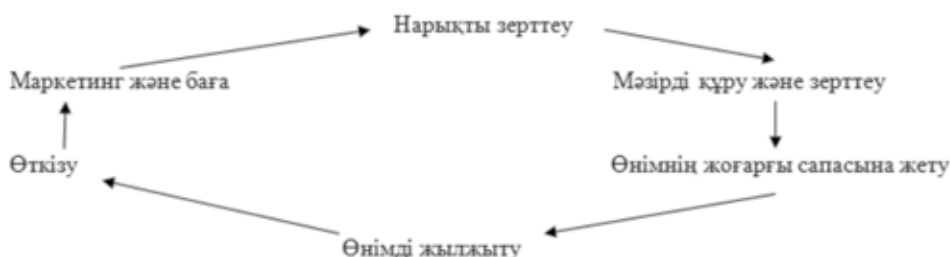 Нарықты зерттеу
Маркетинг және баға
Мәзірді құру және зерттеу
Өткізу
Өнімнің жоғарғы сапасына жету
Өнімді жылжыту